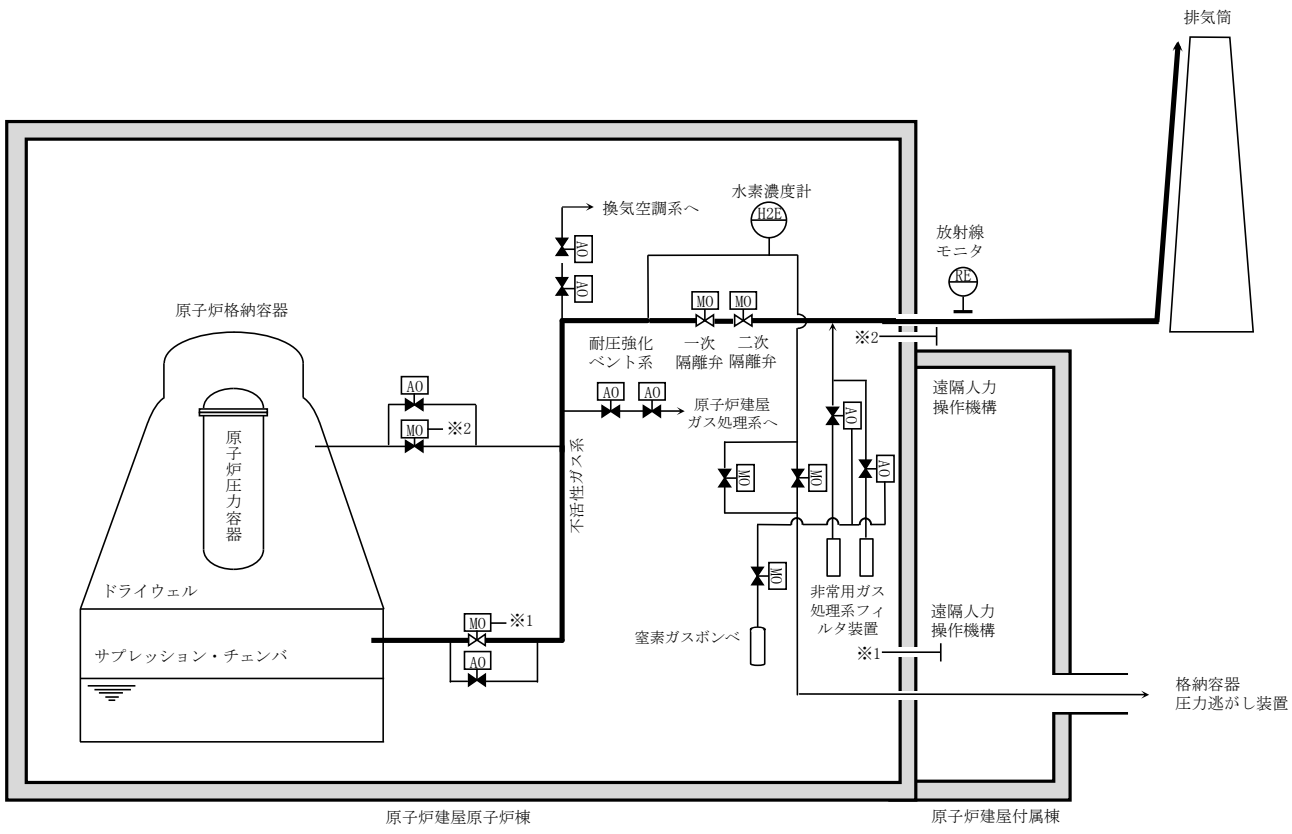 排気筒
水素濃度計
H2E
換気空調系へ
AO
AO
放射線
モニタ
RE
原子炉格納容器
MO
MO
耐圧強化
ベント系
一次
隔離弁
二次
隔離弁
※2
AO
MO
※2
AO
AO
原子炉建屋
ガス処理系へ
遠隔人力
操作機構
原子炉圧力容器
不活性ガス系
AO
AO
MO
MO
MO
ドライウェル
非常用ガス
処理系フィ
ルタ装置
窒素ガスボンベ
遠隔人力
操作機構
※1
MO
※1
AO
サプレッション・チェンバ
格納容器
圧力逃がし装置
原子炉建屋原子炉棟
原子炉建屋付属棟